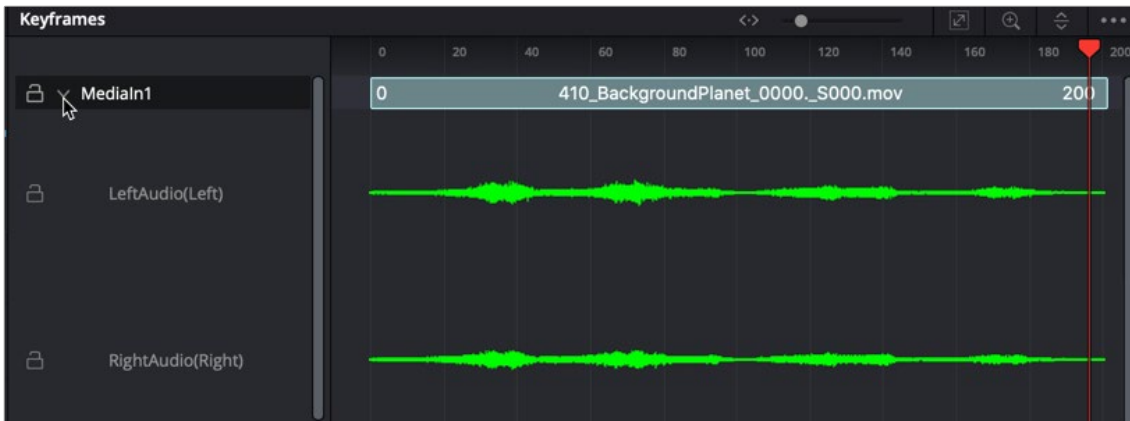 Keyframes
0 20 40 60 80 100 120 140 160 180 200
MediaIn1
0 410_BackgroundPlanet_0000._S000.mov 200
LeftAudio(Left)
RightAudio(Right)